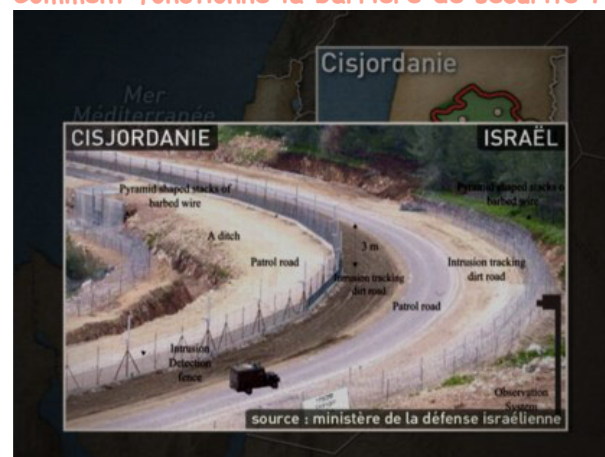 Comment fonctionne la barrière de sécurité ?
Cisjordanie
Mer
Méditerranée
CISJORDANIE
ISRAËL
Pyramid shaped stacks of
barbed wire
Pyramid shaped stacks o
barbed wire
A ditch
3 m
Patrol road
Intrusion tracking
dirt road
Intrusion tracking
dirt road
Patrol road
Intrusion
Detection
fence
Observation
System
source : ministère de la défense israélienne